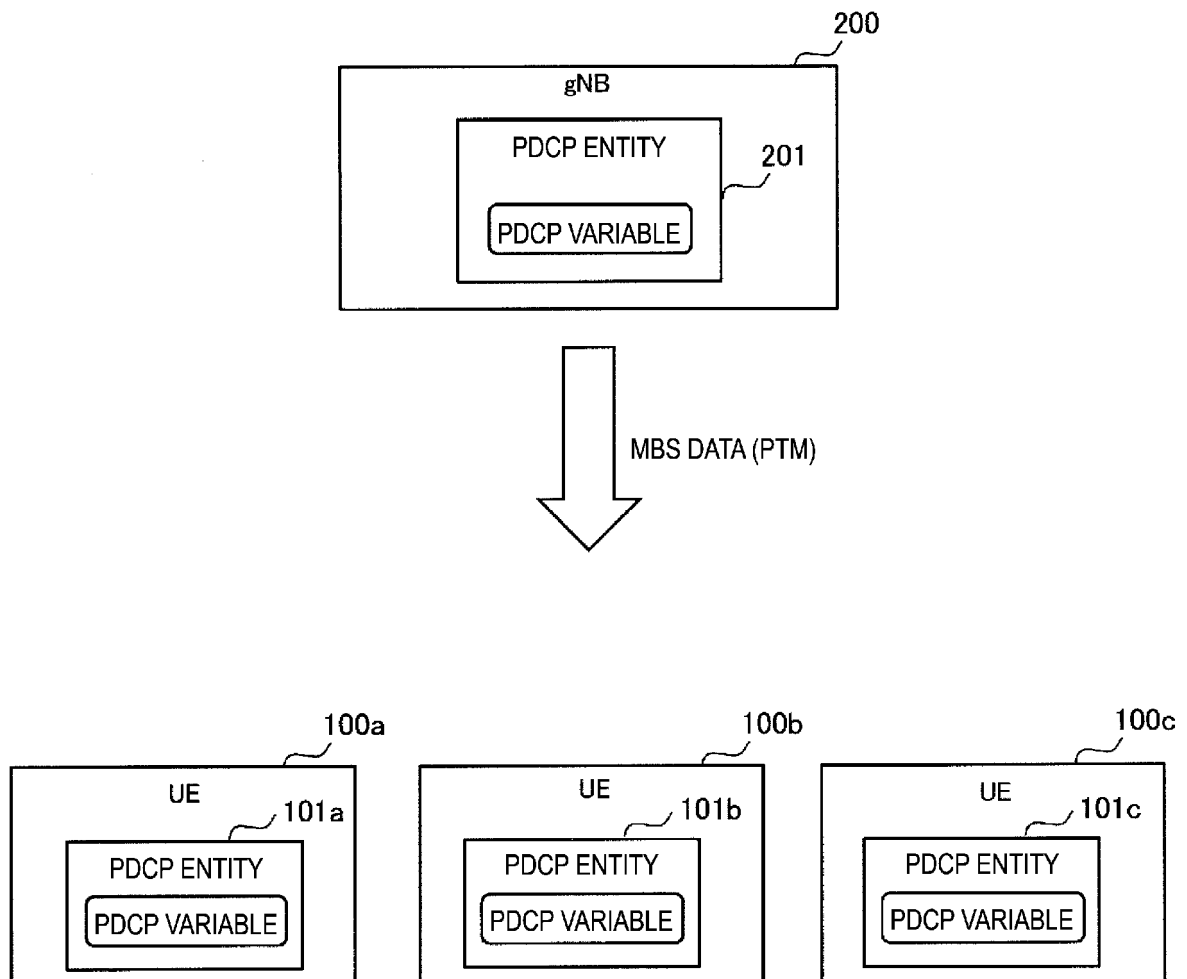 200
gNB
PDCP ENTITY
201
PDCP VARIABLE
MBS DATA (PTM)
100a
100b
100c
UE
UE
UE
101a
101b
101c
PDCP ENTITY
PDCP ENTITY
PDCP ENTITY
PDCP VARIABLE
PDCP VARIABLE
PDCP VARIABLE